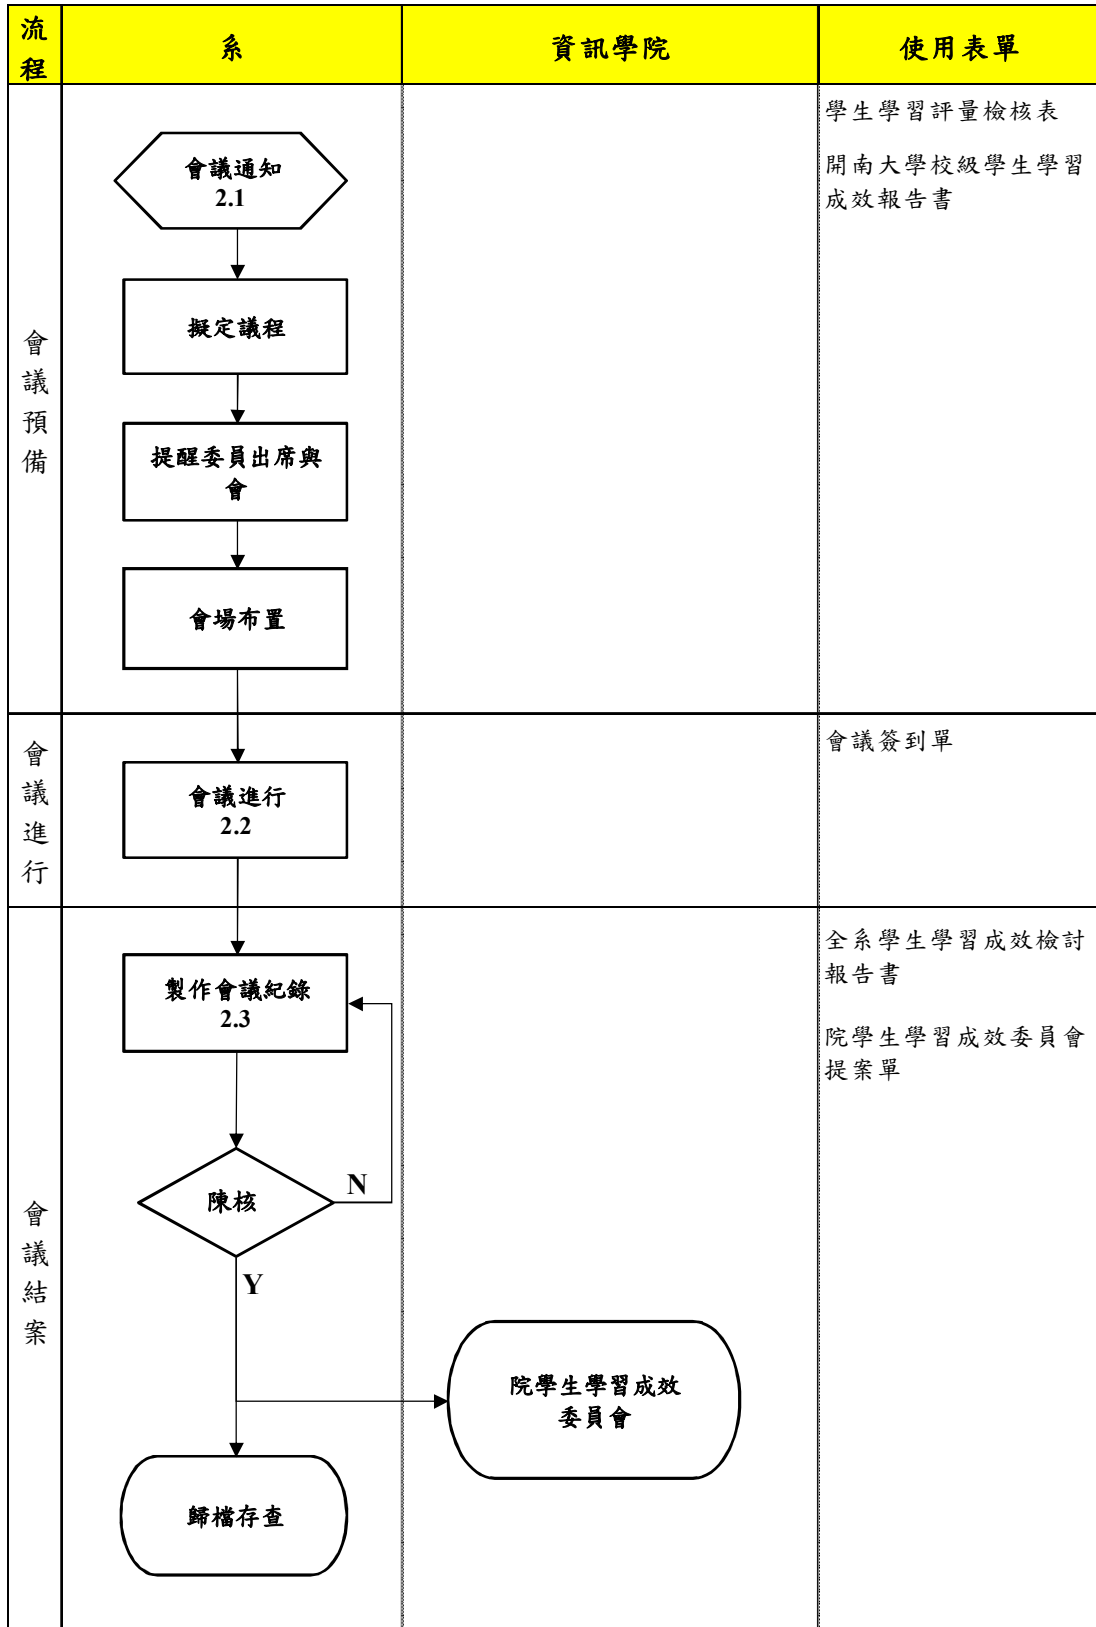 流
程
系
資訊學院
使用表單
會
議
預
備
會議通知
2.1
擬定議程
提醒委員出席與
會
會場布置
學生學習評量檢核表
開南大學校級學生學習
成效報告書
會
議
進
行
會議進行
2.2
會議簽到單
會
議
結
案
製作會議紀錄
2.3
陳核
N
Y
院學生學習成效
委員會
歸檔存查
全系學生學習成效檢討
報告書
院學生學習成效委員會
提案單